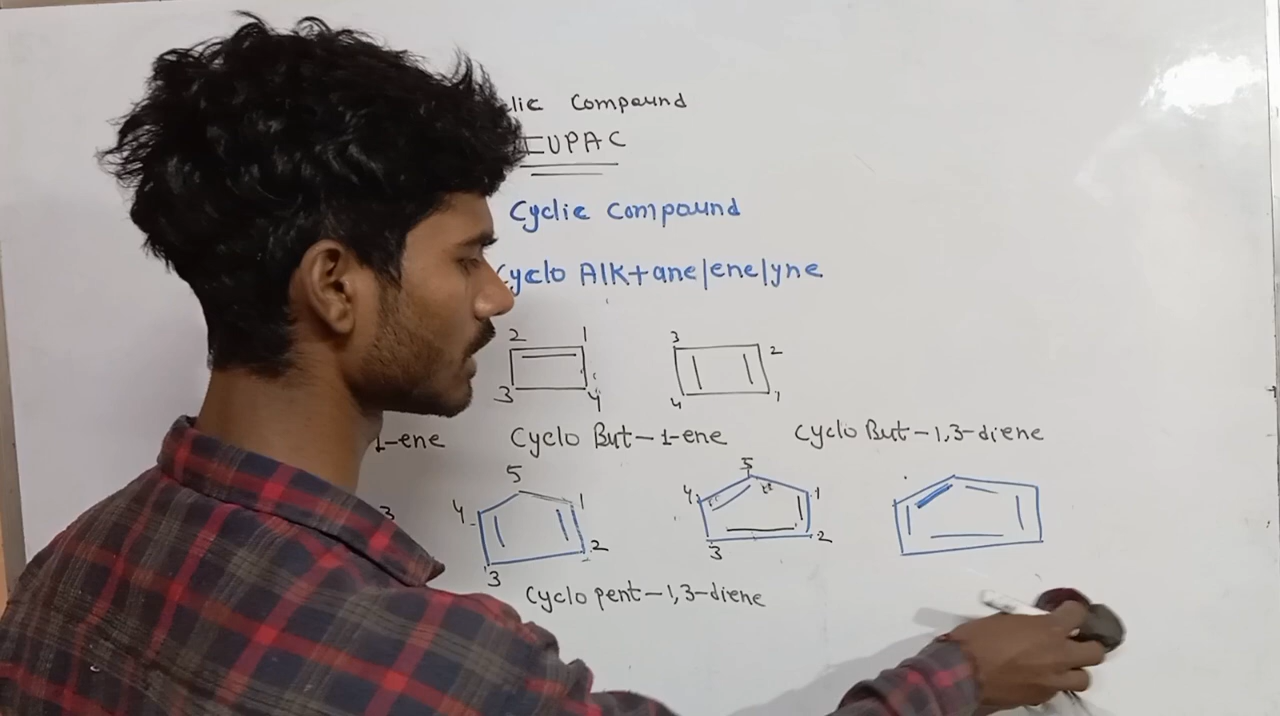 Compound
IUPAC
Cyclic Compound
Cyclo Alk+ane/ene/yne
2 1 3 2
3 4 4 1
1-ene Cyclo But-1-ene Cyclo But-1,3-diene
5 5
3 4 1 4 1
2 3 2
3
Cyclo pent-1,3-diene